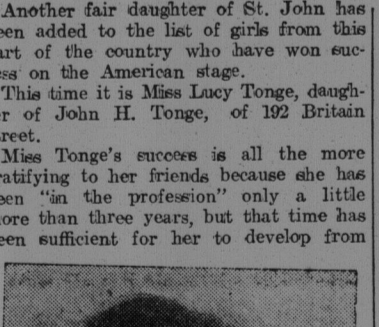 Another fair daughter of St. John has
een added to the list of girls from this
art of the country who have won suc-
ess on the American stage.
This time it is Miss Lucy Tonge, daugh-
r of John H. Tonge, of 192 Britain
reet.
Miss Tonge's success is all the more
ratifying to her friends because she has
een "in the profession" only a little
ore than three years, but that time has
een sufficient for her to develop from